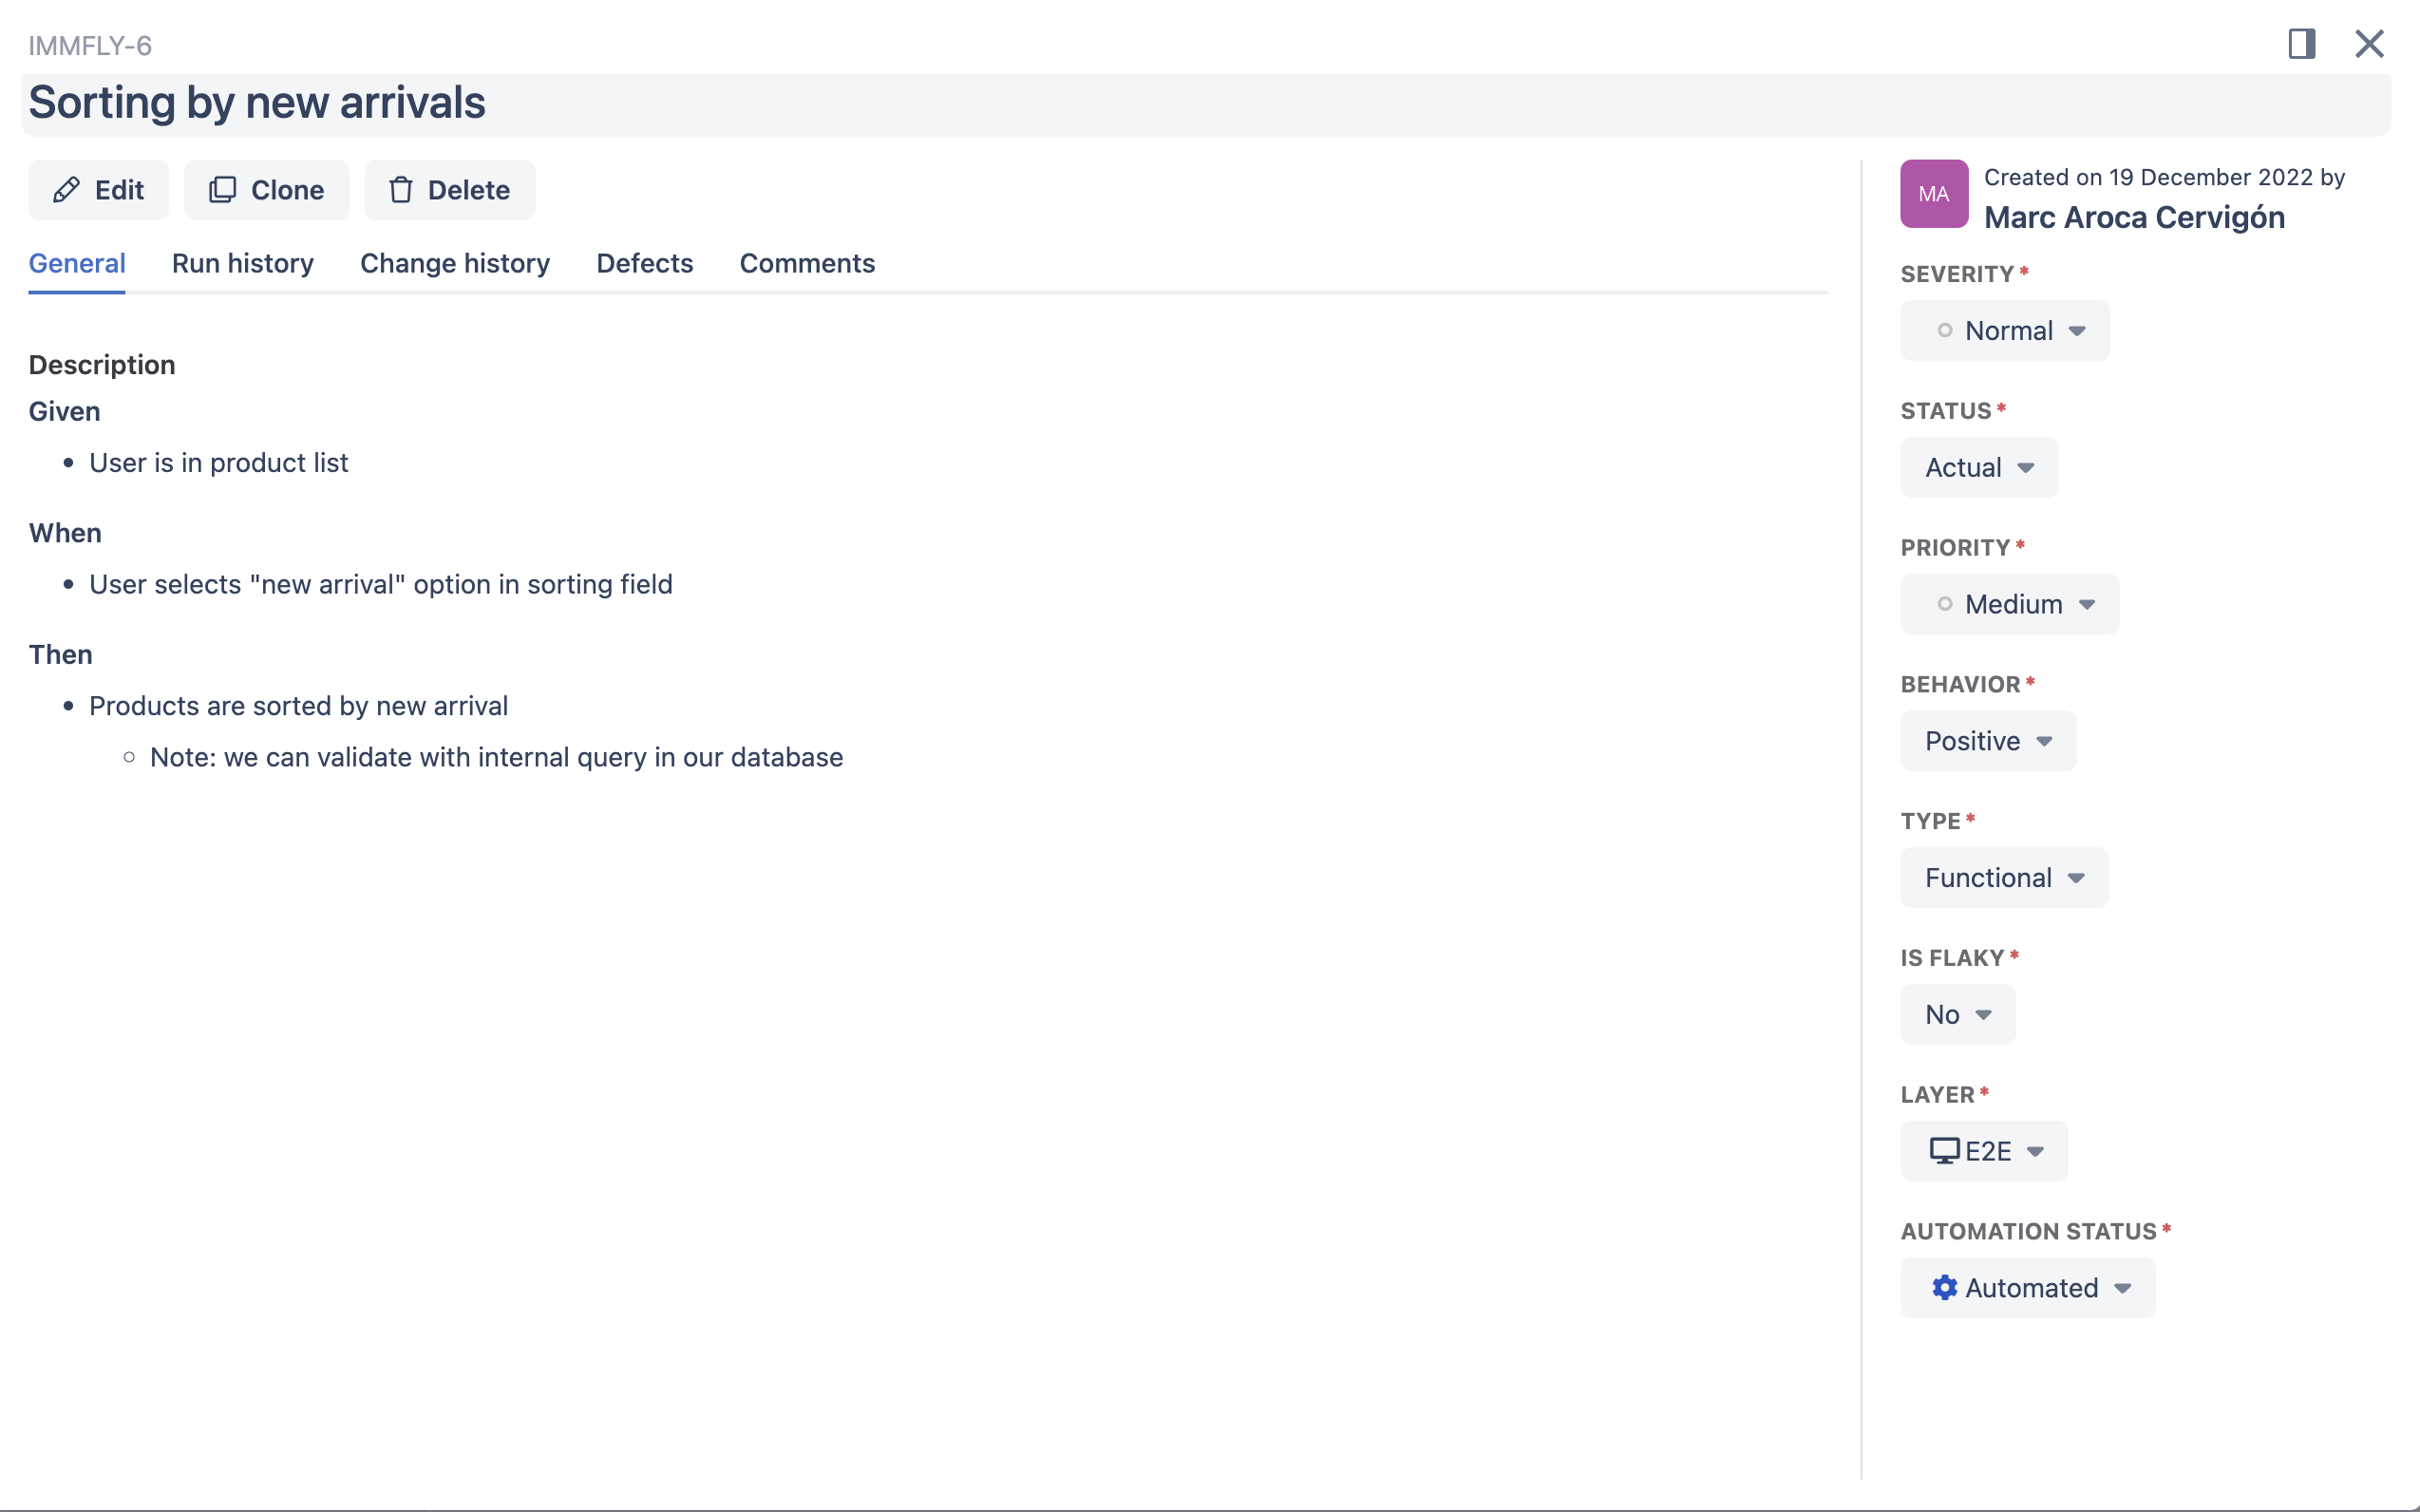 IMMFLY-6
Sorting by new arrivals
Edit
Clone
Delete
General
Run history
Change history
Defects
Comments
Description
Given
User is in product list
When
User selects "new arrival" option in sorting field
Then
Products are sorted by new arrival
Note: we can validate with internal query in our database
MA
Created on 19 December 2022 by
Marc Aroca Cervigón
SEVERITY*
Normal
STATUS*
Actual
PRIORITY*
Medium
BEHAVIOR*
Positive
TYPE*
Functional
IS FLAKY*
No
LAYER*
E2E
AUTOMATION STATUS*
Automated